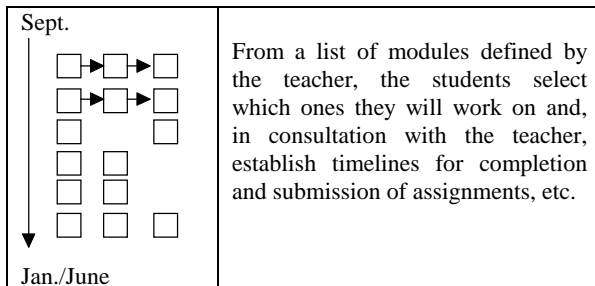 Sept.
Jan./June
From a list of modules defined by
the teacher, the students select
which ones they will work on and,
in consultation with the teacher,
establish timelines for completion
and submission of assignments, etc.